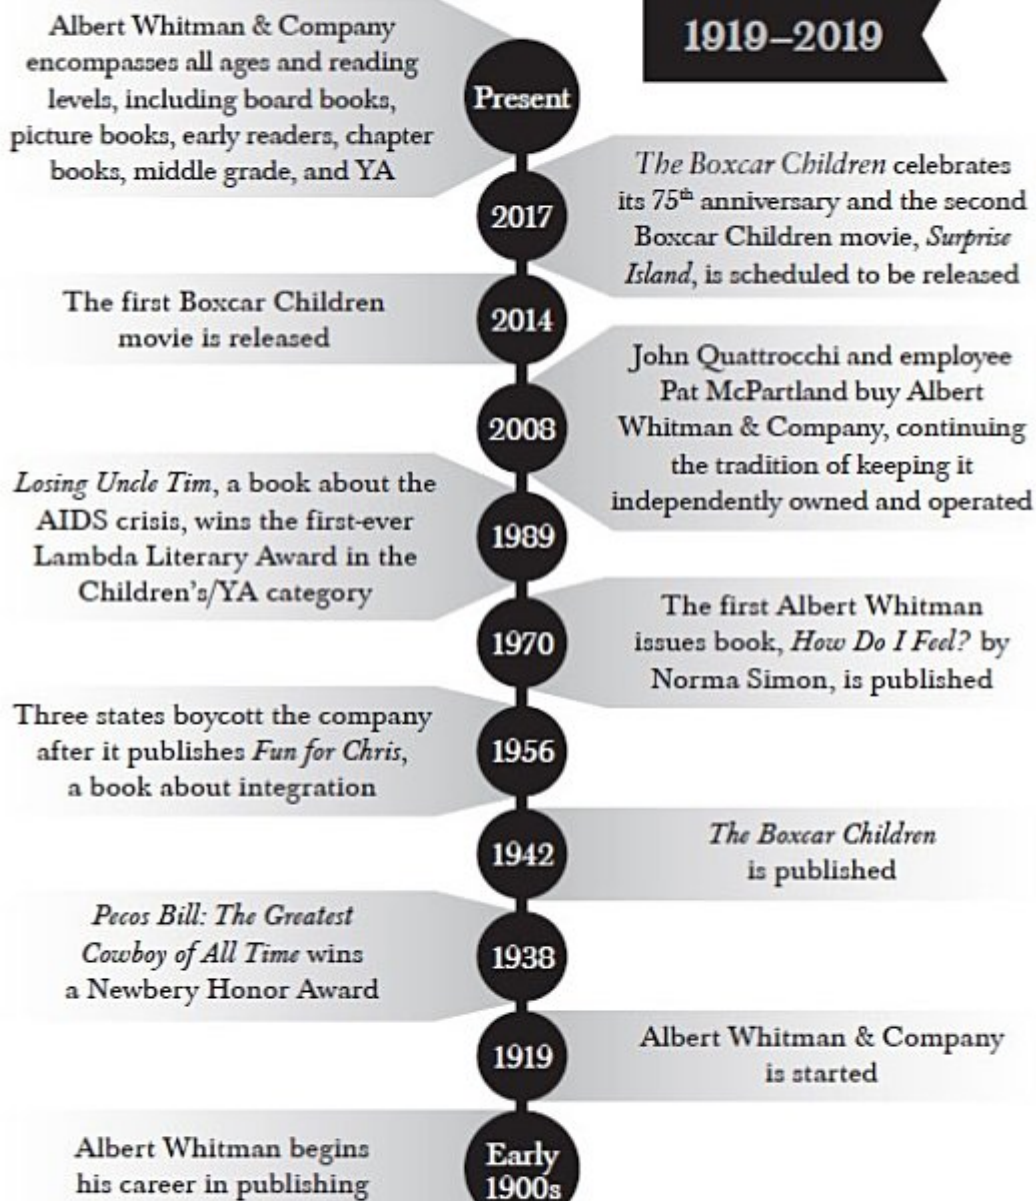 1919–2019
Albert Whitman & Company
encompasses all ages and reading
levels, including board books,
picture books, early readers, chapter
books, middle grade, and YA
Present
The Boxcar Children celebrates
its 75th anniversary and the second
Boxcar Children movie, Surprise
Island, is scheduled to be released
2017
The first Boxcar Children
movie is released
2014
John Quattrocchi and employee
Pat McPartland buy Albert
Whitman & Company, continuing
the tradition of keeping it
independently owned and operated
2008
Losing Uncle Tim, a book about the
AIDS crisis, wins the first-ever
Lambda Literary Award in the
Children's/YA category
1989
The first Albert Whitman
issues book, How Do I Feel? by
Norma Simon, is published
1970
Three states boycott the company
after it publishes Fun for Chris,
a book about integration
1956
The Boxcar Children
is published
1942
Pecos Bill: The Greatest
Cowboy of All Time wins
a Newbery Honor Award
1938
Albert Whitman & Company
is started
1919
Albert Whitman begins
his career in publishing
Early
1900s